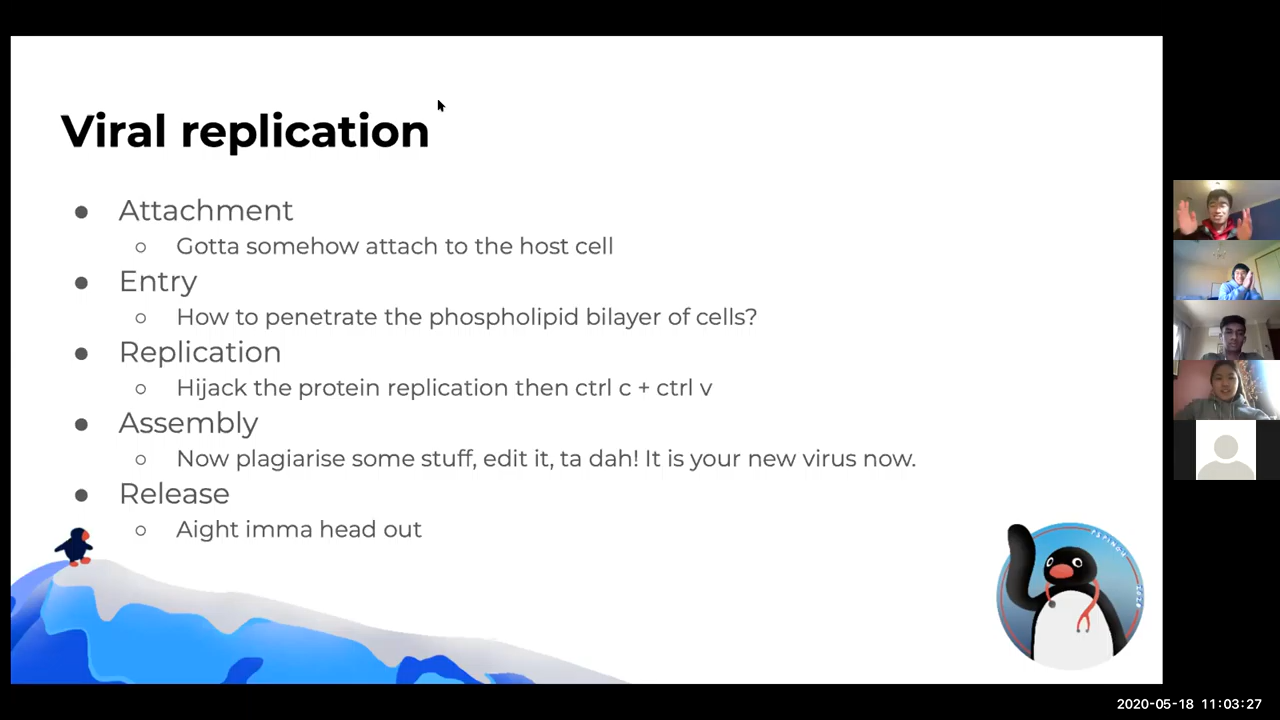 Viral replication
● Attachment
○ Gotta somehow attach to the host cell
● Entry
○ How to penetrate the phospholipid bilayer of cells?
● Replication
○ Hijack the protein replication then ctrl c + ctrl v
● Assembly
○ Now plagiarise some stuff, edit it, ta dah! It is your new virus now.
● Release
○ Aight imma head out
2020-05-18 11:03:27